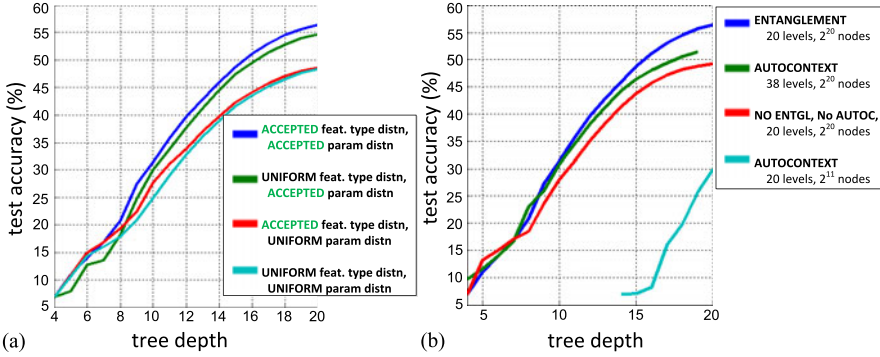 60
55
50
45
40
35
30
25
20
15
10
5
test accuracy (%)
4 6 8 10 12 14 16 18 20
tree depth
(a)
ACCEPTED feat. type distn,
ACCEPTED param distn
UNIFORM feat. type distn,
ACCEPTED param distn
ACCEPTED feat. type distn,
UNIFORM param distn
UNIFORM feat. type distn,
UNIFORM param distn
60
55
50
45
40
35
30
25
20
15
10
5
test accuracy (%)
5 10 15 20
tree depth
(b)
ENTANGLEMENT
20 levels, 2^20 nodes
AUTOCONTEXT
38 levels, 2^20 nodes
NO ENTGL, No AUTOC,
20 levels, 2^20 nodes
AUTOCONTEXT
20 levels, 2^11 nodes